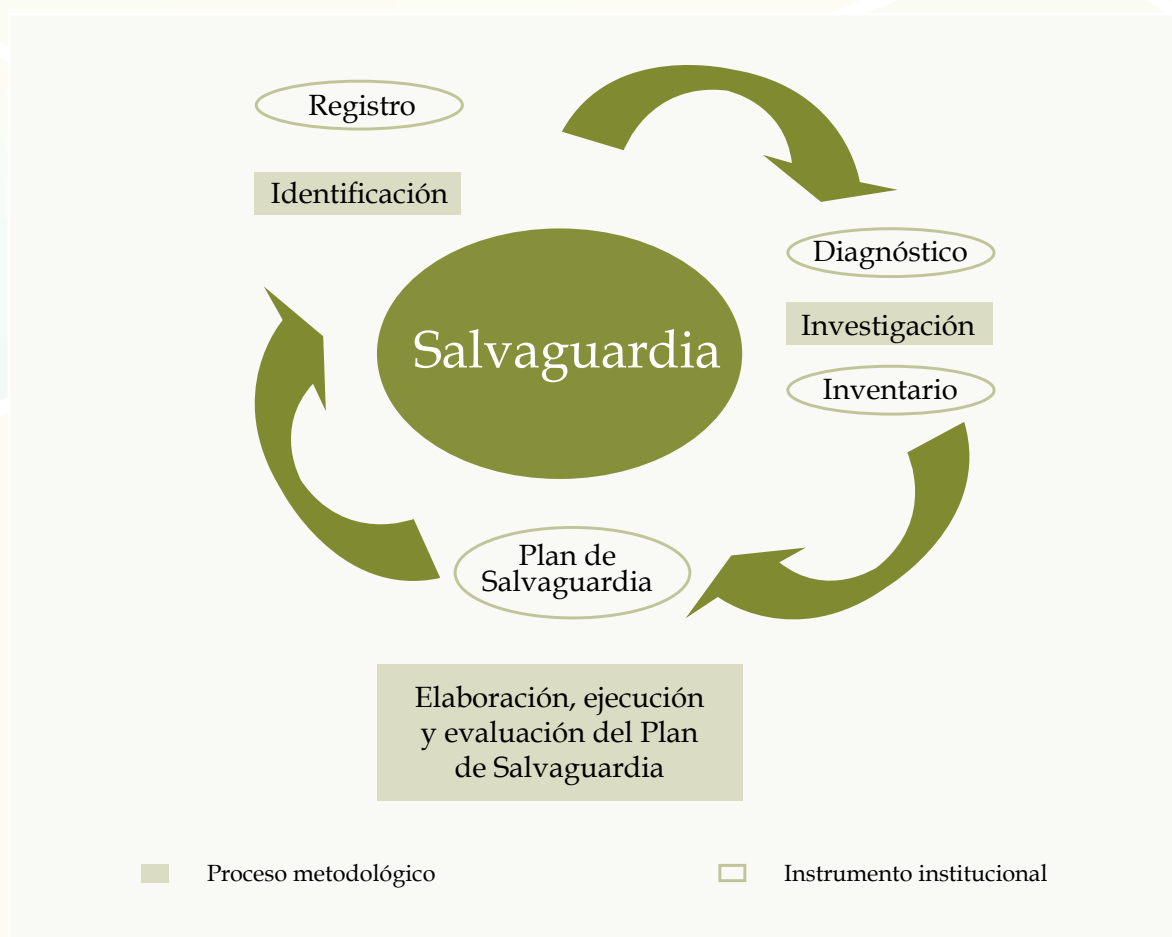 Registro
Identificación
Salvaguardia
Diagnóstico
Investigación
Inventario
Plan de
Salvaguardia
Elaboración, ejecución
y evaluación del Plan
de Salvaguardia
Proceso metodológico
Instrumento institucional